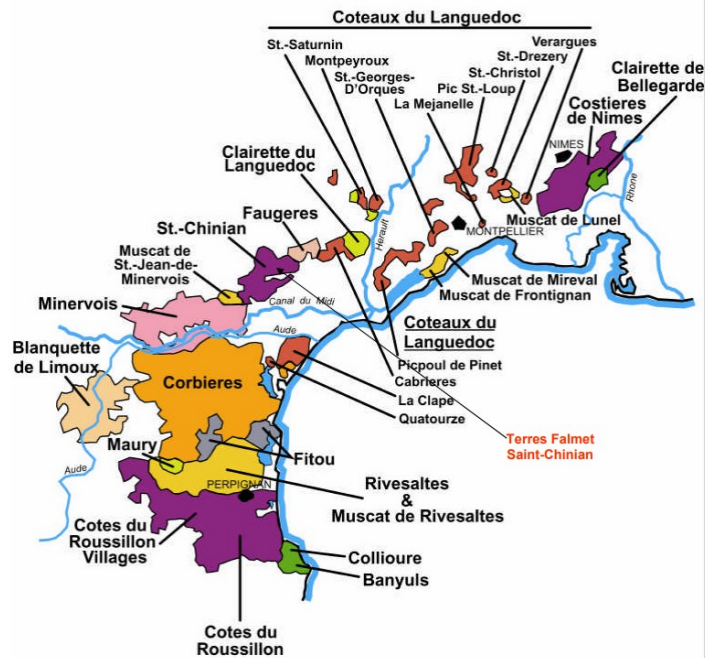 Coteaux du Languedoc
St.-Saturnin
Montpeyroux
St.-Georges-
D'Orques
La Mejanelle
Pic St.-Loup
St.-Christol
St.-Drezery
Verargues
Clairette de
Bellegarde
Costieres
de Nimes
NIMES
Rhone
Clairette du
Languedoc
Herault
Muscat de Lunel
MONTPELLIER
Faugeres
St.-Chinian
Muscat de
St.-Jean-de-
Minervois
Muscat de Mireval
Muscat de Frontignan
Minervois
Canal du Midi
Aude
Coteaux du
Languedoc
Picpoul de Pinet
Cabrieres
La Clape
Quatourze
Blanquette
de Limoux
Corbieres
Terres Falmet
Saint-Chinian
Maury
Fitou
Aude
PERPIGNAN
Rivesaltes
&
Muscat de Rivesaltes
Cotes du
Roussillon
Villages
Collioure
Banyuls
Cotes du
Roussillon